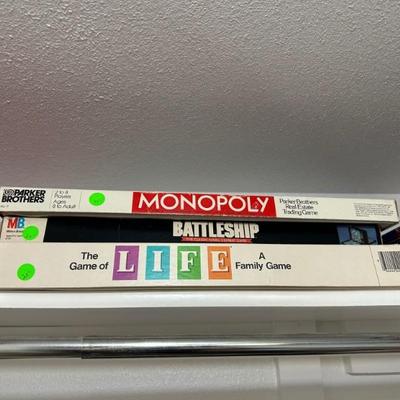 PARKER BROTHERS
2 to 8 Players
Ages 8 to Adult
MONOPOLY
Parker Brothers
Real Estate
Trading Game
MB
BATTLESHIP
The Game of LIFE A Family Game